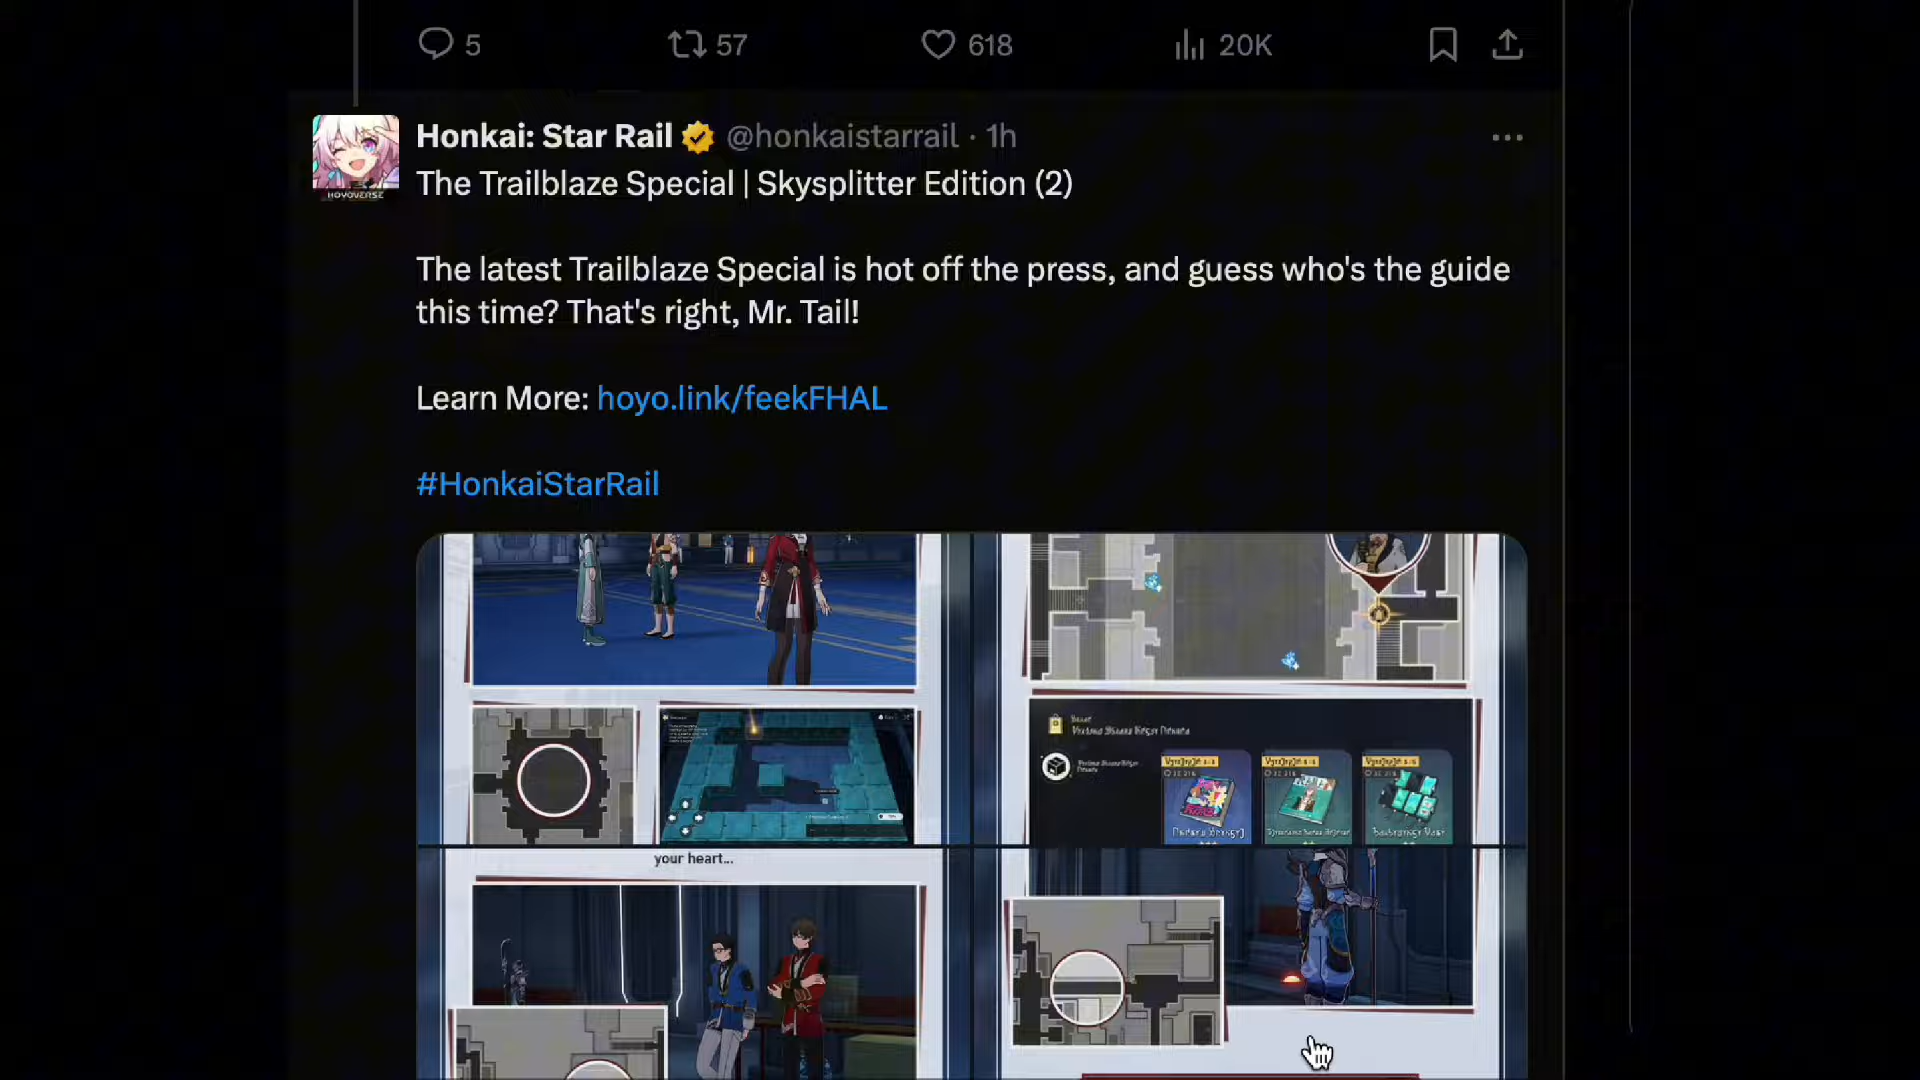 5 57 618 20K
Honkai: Star Rail @honkaistarrail · 1h
HOYOVERSE
The Trailblaze Special | Skysplitter Edition (2)
The latest Trailblaze Special is hot off the press, and guess who's the guide
this time? That's right, Mr. Tail!
Learn More: hoyo.link/feekFHAL
#HonkaiStarRail
your heart...